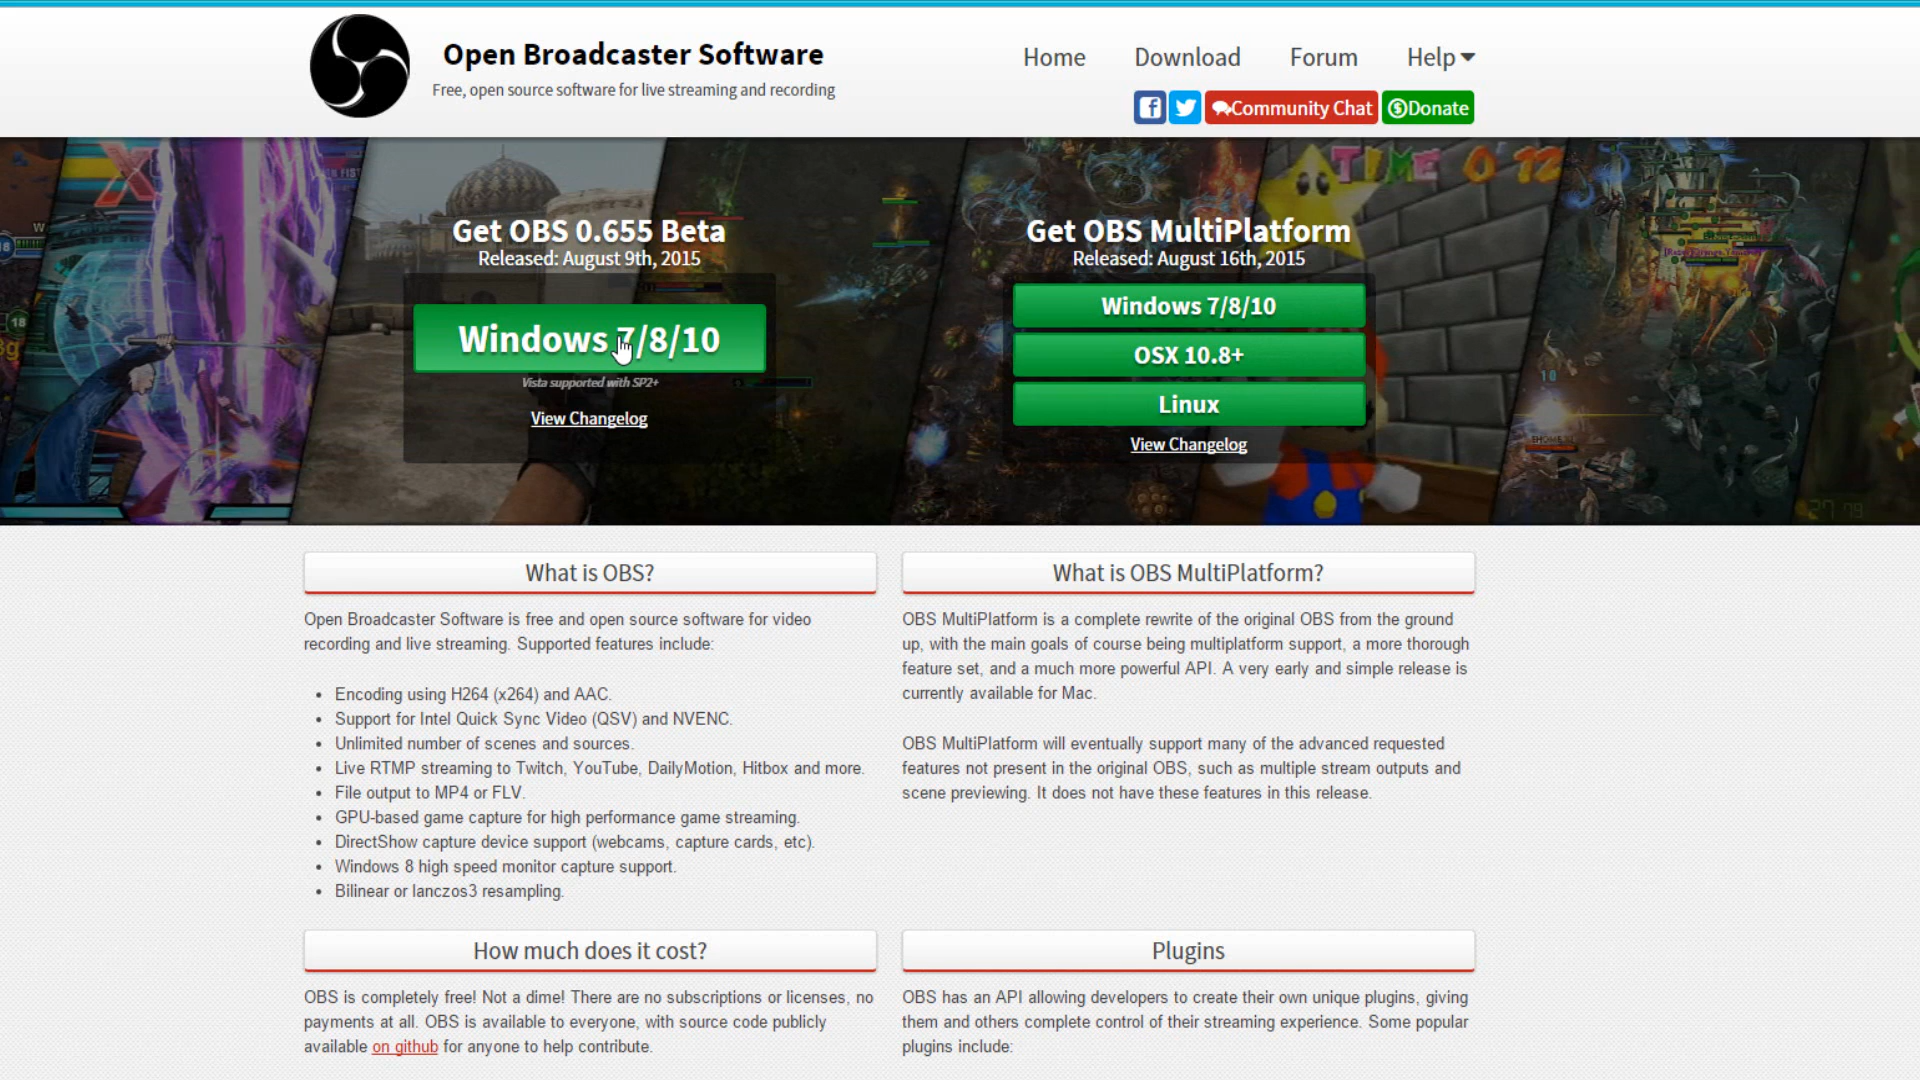 Open Broadcaster Software
Free, open source software for live streaming and recording
Home
Download
Forum
Help
Community Chat
Donate
Get OBS 0.655 Beta
Released: August 9th, 2015
Windows 7/8/10
Vista supported with SP2+
View Changelog
Get OBS MultiPlatform
Released: August 16th, 2015
Windows 7/8/10
OSX 10.8+
Linux
View Changelog
TIME 0'12
What is OBS?
Open Broadcaster Software is free and open source software for video
recording and live streaming. Supported features include:
Encoding using H264 (x264) and AAC.
Support for Intel Quick Sync Video (QSV) and NVENC.
Unlimited number of scenes and sources.
Live RTMP streaming to Twitch, YouTube, DailyMotion, Hitbox and more.
File output to MP4 or FLV.
GPU-based game capture for high performance game streaming.
DirectShow capture device support (webcams, capture cards, etc).
Windows 8 high speed monitor capture support.
Bilinear or lanczos3 resampling.
What is OBS MultiPlatform?
OBS MultiPlatform is a complete rewrite of the original OBS from the ground
up, with the main goals of course being multiplatform support, a more thorough
feature set, and a much more powerful API. A very early and simple release is
currently available for Mac.
OBS MultiPlatform will eventually support many of the advanced requested
features not present in the original OBS, such as multiple stream outputs and
scene previewing. It does not have these features in this release.
How much does it cost?
OBS is completely free! Not a dime! There are no subscriptions or licenses, no
payments at all. OBS is available to everyone, with source code publicly
available on github for anyone to help contribute.
Plugins
OBS has an API allowing developers to create their own unique plugins, giving
them and others complete control of their streaming experience. Some popular
plugins include: